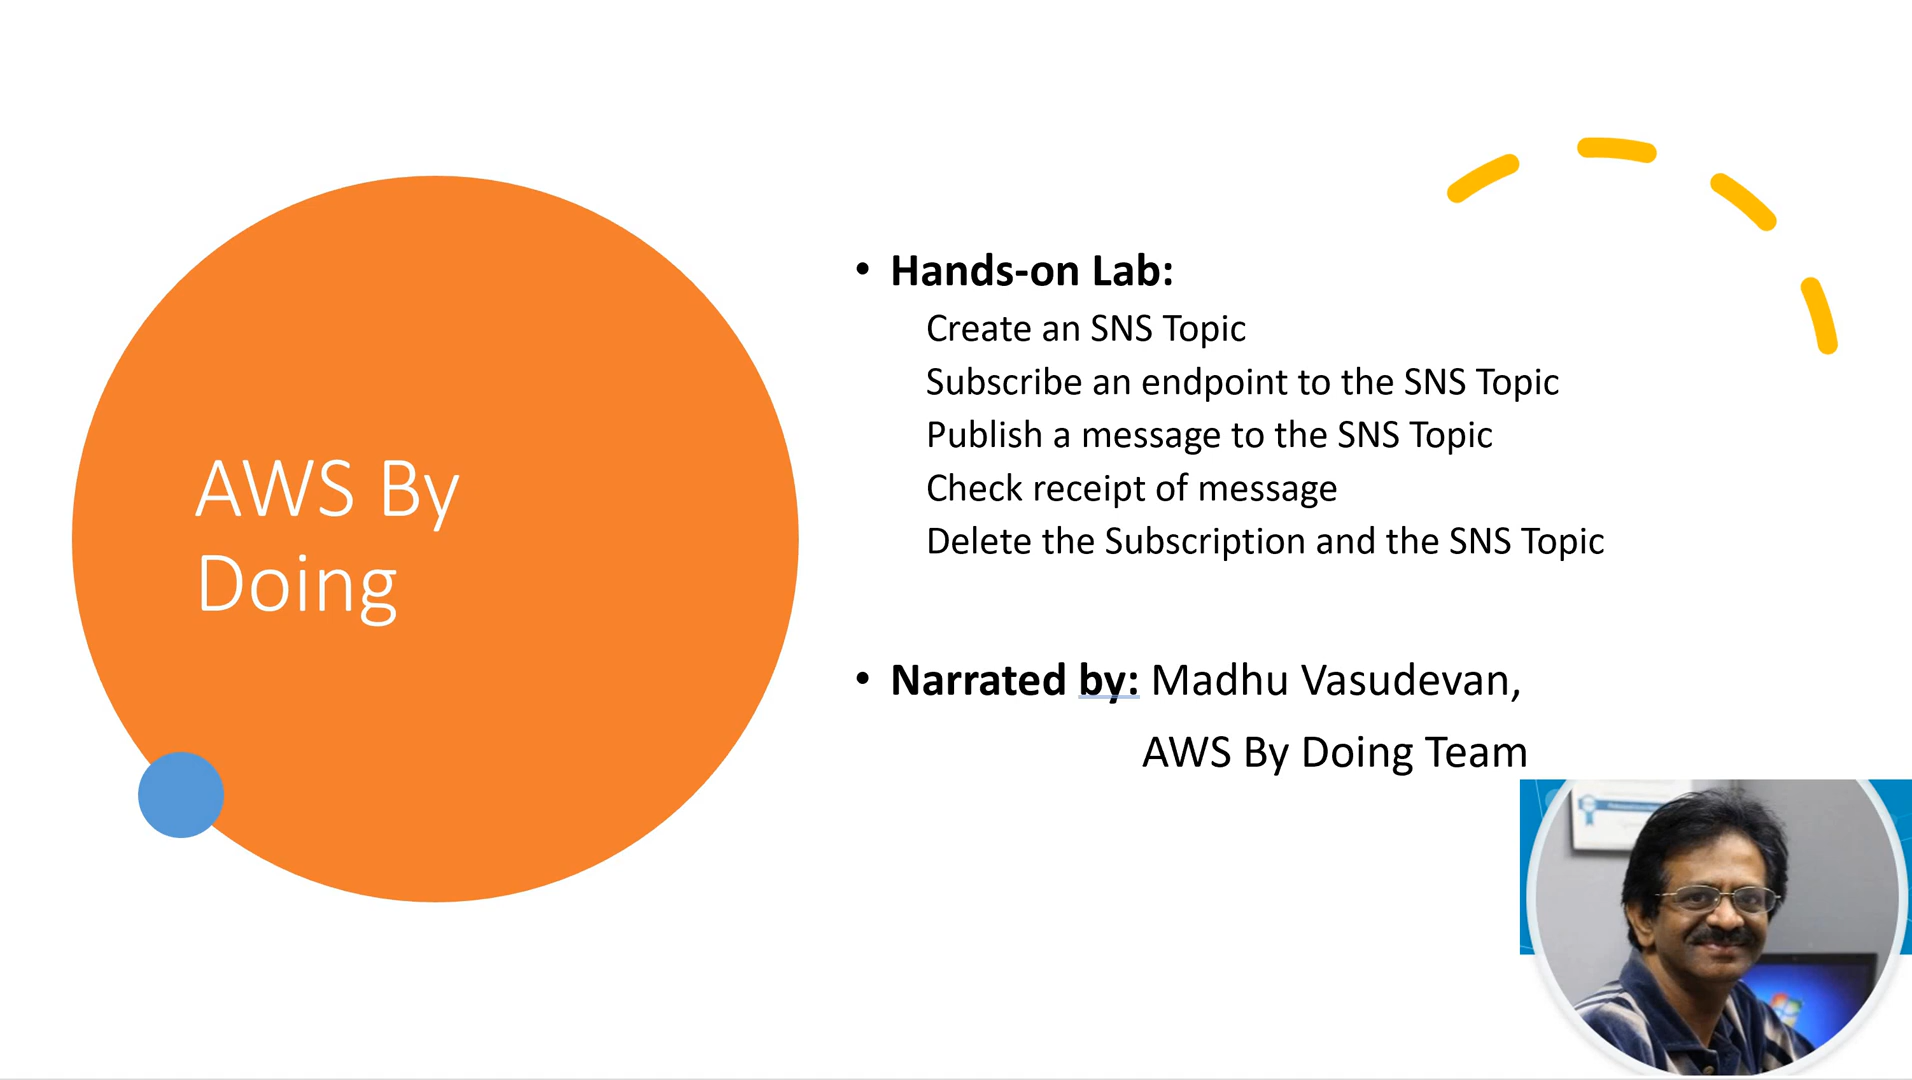 AWS By
Doing
• Hands-on Lab:
Create an SNS Topic
Subscribe an endpoint to the SNS Topic
Publish a message to the SNS Topic
Check receipt of message
Delete the Subscription and the SNS Topic
• Narrated by: Madhu Vasudevan,
AWS By Doing Team